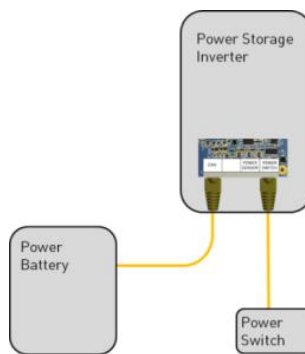 Power Storage
Inverter
CAN
POWER
SENSOR
POWER
SWITCH
Power
Battery
Power
Switch